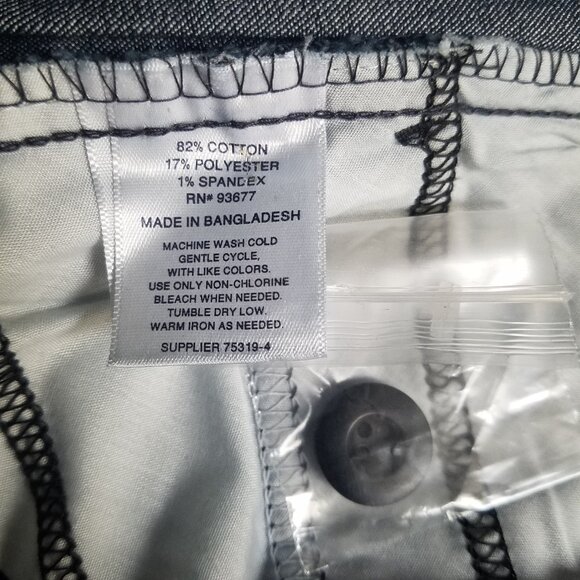 82% COTTON
17% POLYESTER
1% SPANDEX
RN# 93677
MADE IN BANGLADESH
MACHINE WASH COLD
GENTLE CYCLE,
WITH LIKE COLORS.
USE ONLY NON-CHLORINE
BLEACH WHEN NEEDED.
TUMBLE DRY LOW.
WARM IRON AS NEEDED.
SUPPLIER 75319-4